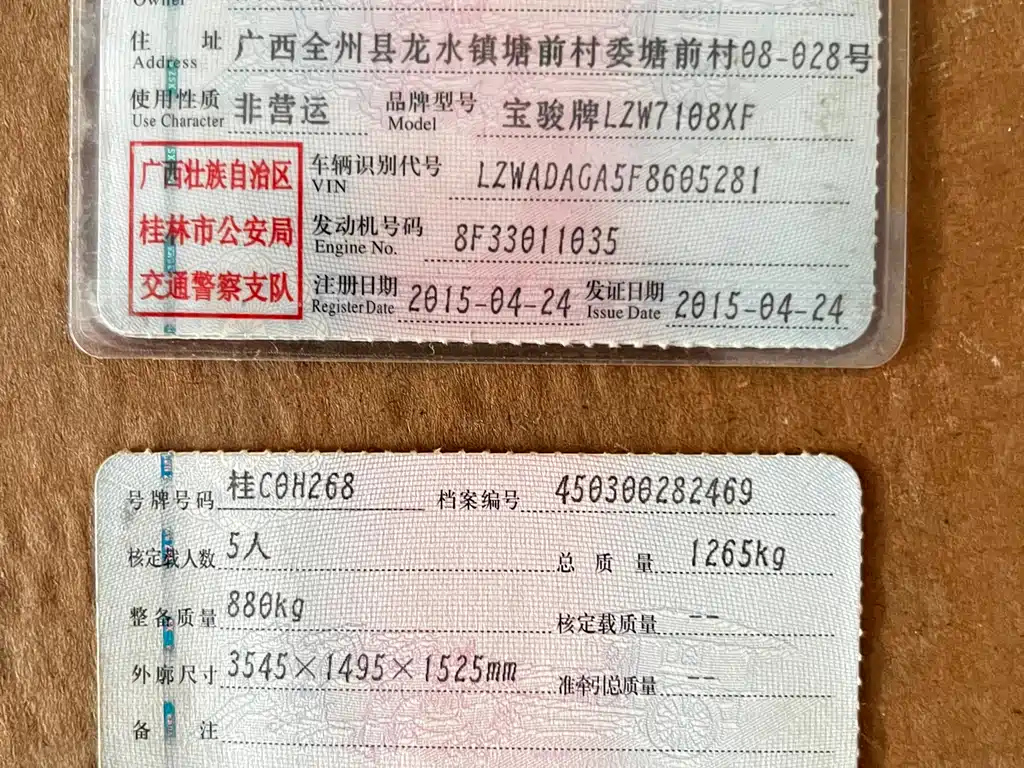 Owner
住 址 广西全州县龙水镇塘前村委塘前村08-028号
Address
使用性质 非营运 品牌型号 宝骏牌LZW7108XF
Use Character Model
广西壮族自治区
桂林市公安局
交通警察支队
车辆识别代号 LZWADAGA5F8605281
VIN
发动机号码 8F33011035
Engine No.
注册日期 2015-04-24 发证日期 2015-04-24
Register Date Issue Date
号牌号码 桂C0H268 档案编号 450300282469
核定载人数 5人 总 质 量 1265kg
整备质量 880kg 核定载质量 --
外廓尺寸 3545×1495×1525mm 准牵引总质量 --
备 注